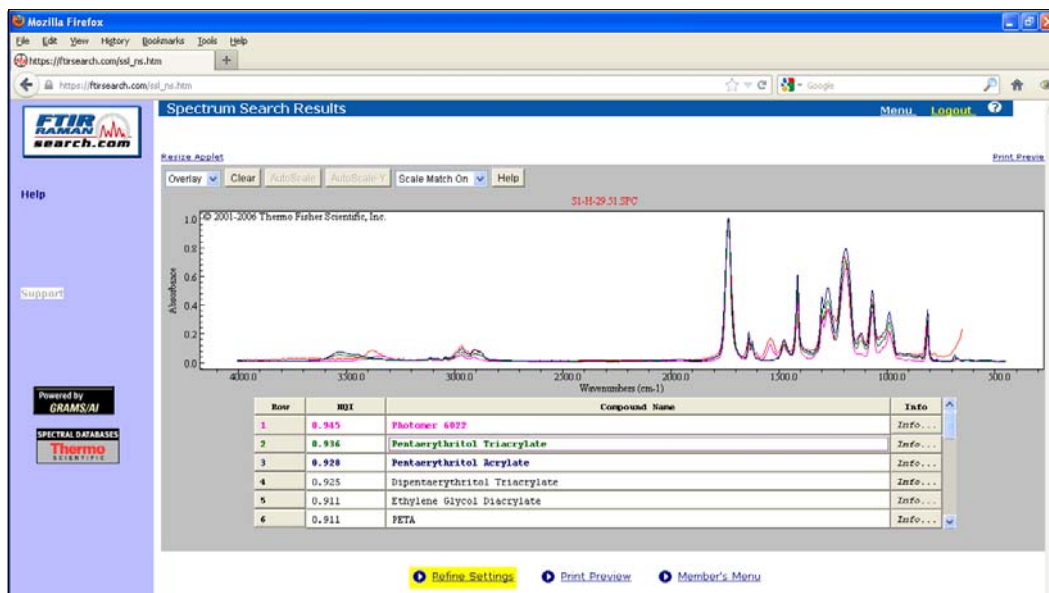 Mozilla Firefox
File Edit View History Bookmarks Tools Help
https://ftirsearch.com/ssl_ns.htm +
https://ftirsearch.com/ssl_ns.htm Google
FTIR
RAMAN
search.com
Spectrum Search Results
Menu Logout ?
Resize Applet
Print Previe
Help
Support
Overlay Clear AutoScale AutoScale-Y Scale Match On Help
51-H-29.51.SPC
© 2001-2006 Thermo Fisher Scientific, Inc.
1.0
0.8
0.6
0.4
0.2
0.0
Absorbance
4000.0 3500.0 3000.0 2500.0 2000.0 1500.0 1000.0 500.0
Wavenumbers (cm-1)
Powered by
GRAMS/AI
SPECTRAL DATABASES
Thermo
SCIENTIFIC
Row HQI Compound Name Info
1 0.945 Photomer 6022 Info...
2 0.936 Pentaerythritol Triacrylate Info...
3 0.928 Pentaerythritol Acrylate Info...
4 0.925 Dipentaerythritol Triacrylate Info...
5 0.911 Ethylene Glycol Diacrylate Info...
6 0.911 PETA Info...
Refine Settings Print Preview Member's Menu